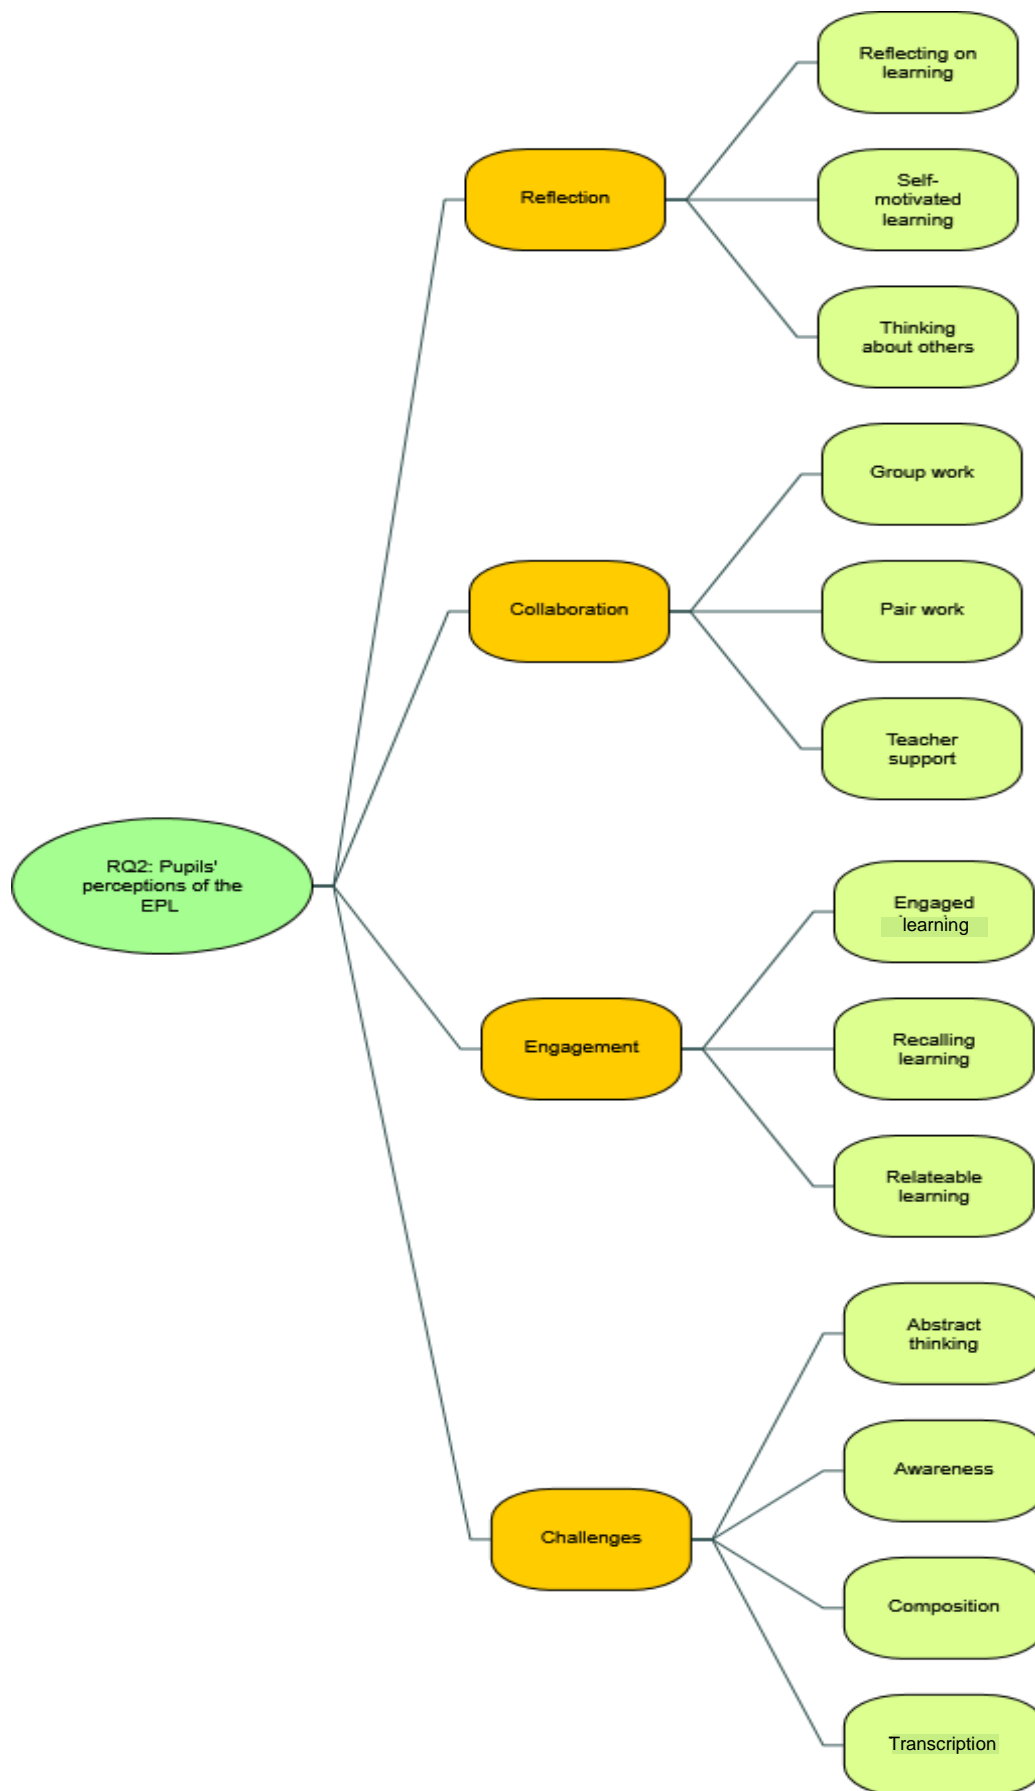 Reflecting on
learning
Reflection
Self-
motivated
learning
Thinking
about others
Group work
Collaboration
Pair work
Teacher
support
RQ2: Pupils'
perceptions of the
EPL
Engaged
learning
Engagement
Recalling
learning
Relateable
learning
Abstract
thinking
Awareness
Challenges
Composition
Transcription